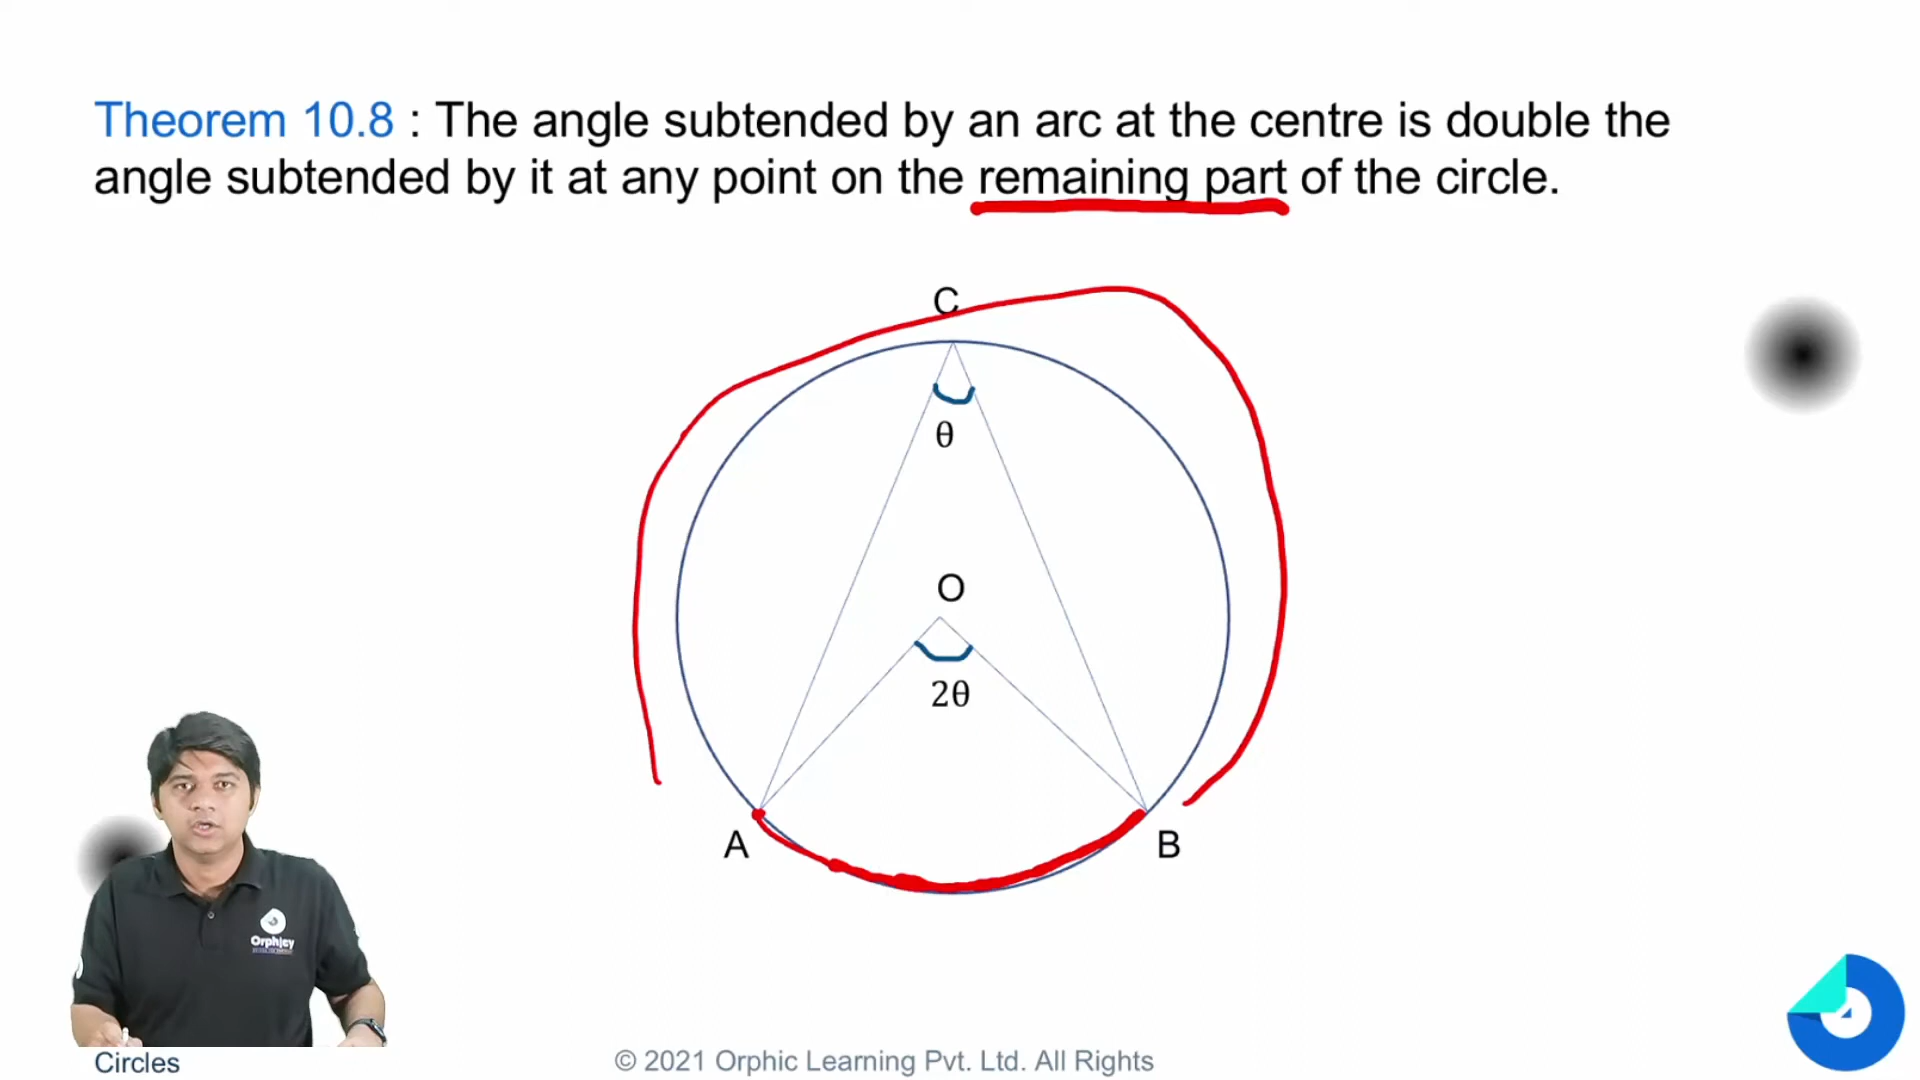 Theorem 10.8 : The angle subtended by an arc at the centre is double the
angle subtended by it at any point on the remaining part of the circle.
C
θ
O
2θ
A
B
Circles
© 2021 Orphic Learning Pvt. Ltd. All Rights